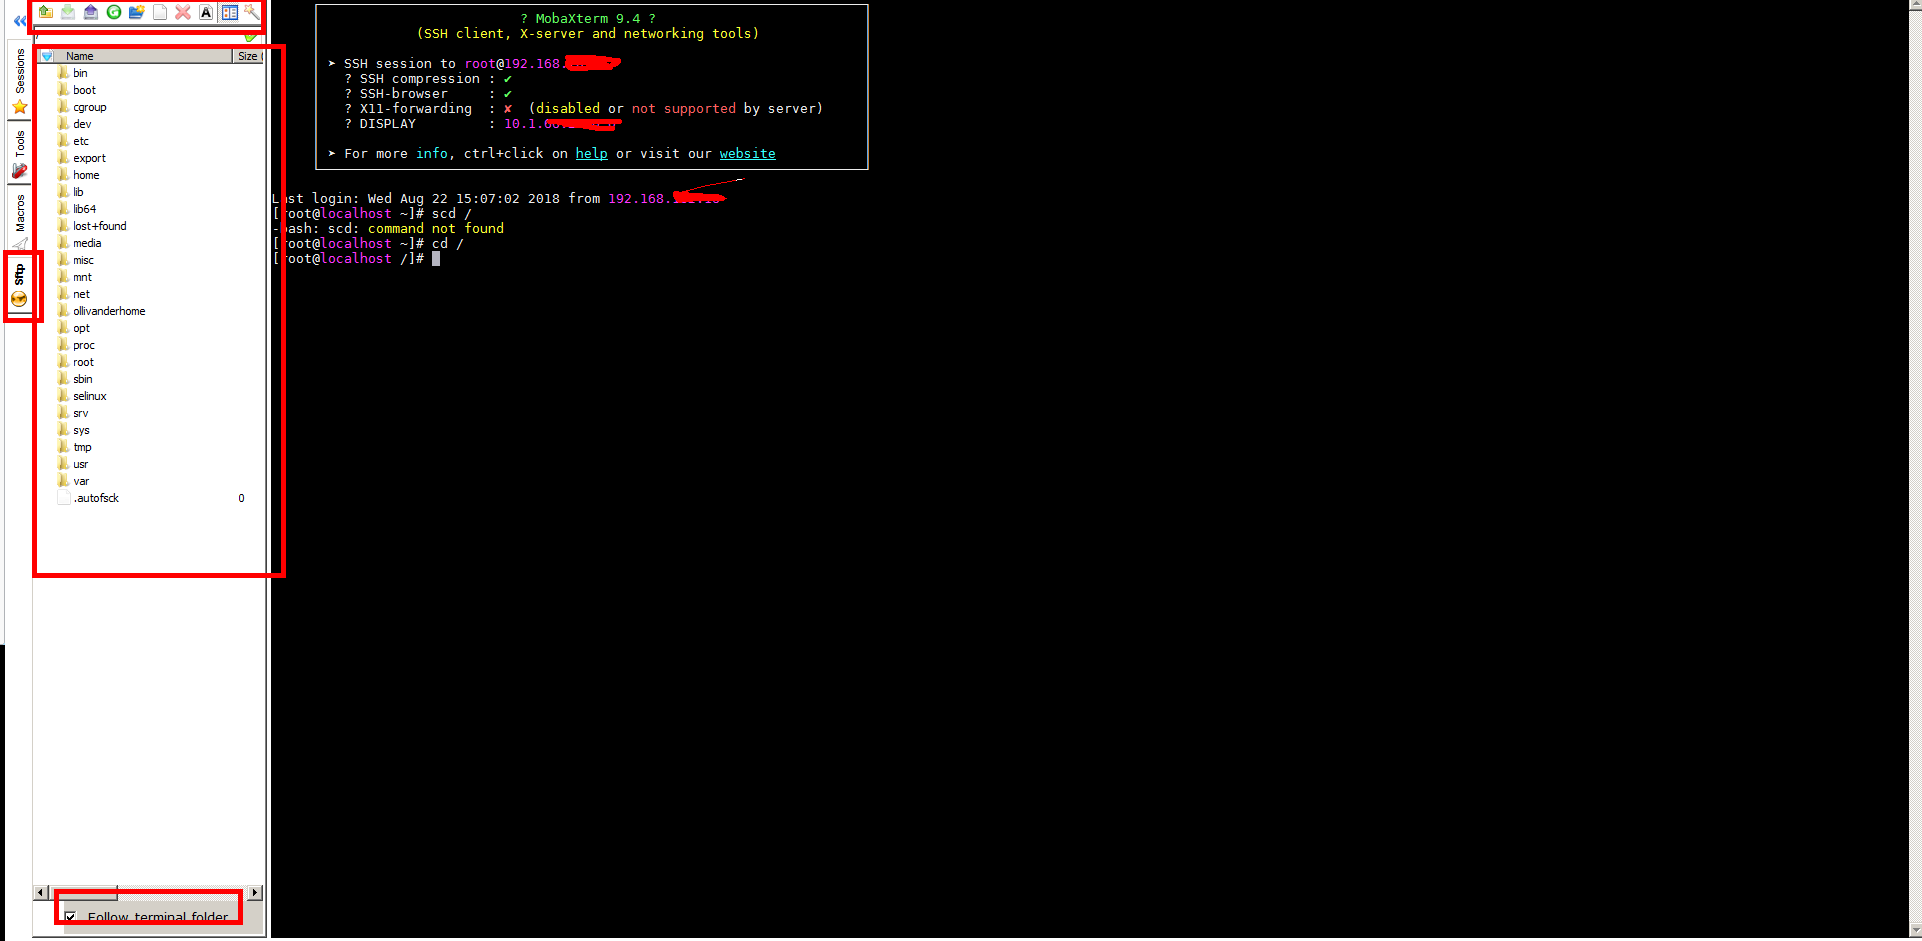 Sessions
Tools
Macros
Sftp
Name Size (
bin
boot
cgroup
dev
etc
export
home
lib
lib64
lost+found
media
misc
mnt
net
ollivanderhome
opt
proc
root
sbin
selinux
srv
sys
tmp
usr
var
.autofsck 0
Follow terminal folder
? MobaXterm 9.4 ?
(SSH client, X-server and networking tools)
➤ SSH session to root@192.168.
? SSH compression : ✔
? SSH-browser : ✔
? X11-forwarding : ✘ (disabled or not supported by server)
? DISPLAY : 10.1.
➤ For more info, ctrl+click on help or visit our website
Last login: Wed Aug 22 15:07:02 2018 from 192.168.
[root@localhost ~]# scd /
-bash: scd: command not found
[root@localhost ~]# cd /
[root@localhost /]#